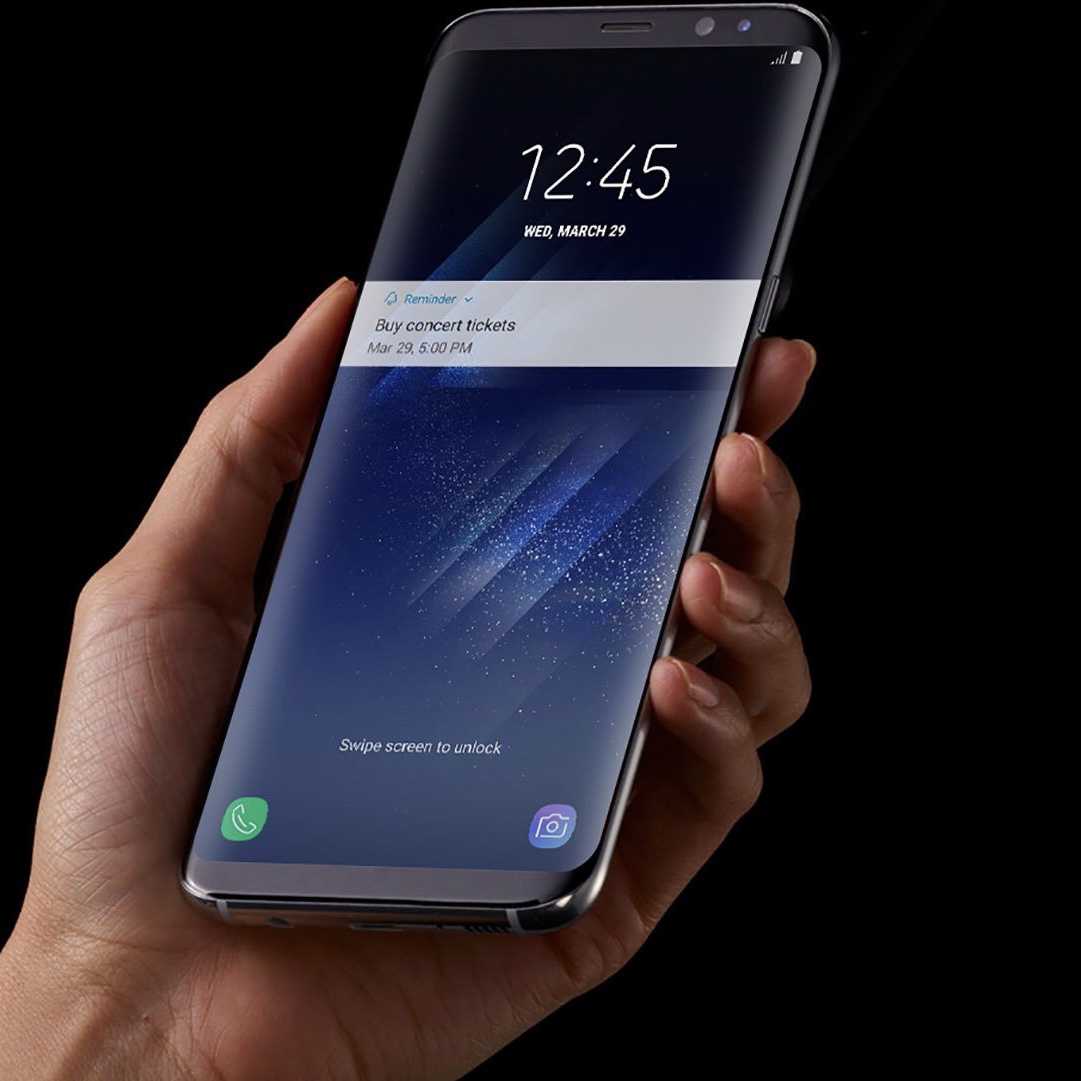 12:45
WED, MARCH 29
Reminder
Buy concert tickets
Mar 29, 5:00 PM
Swipe screen to unlock